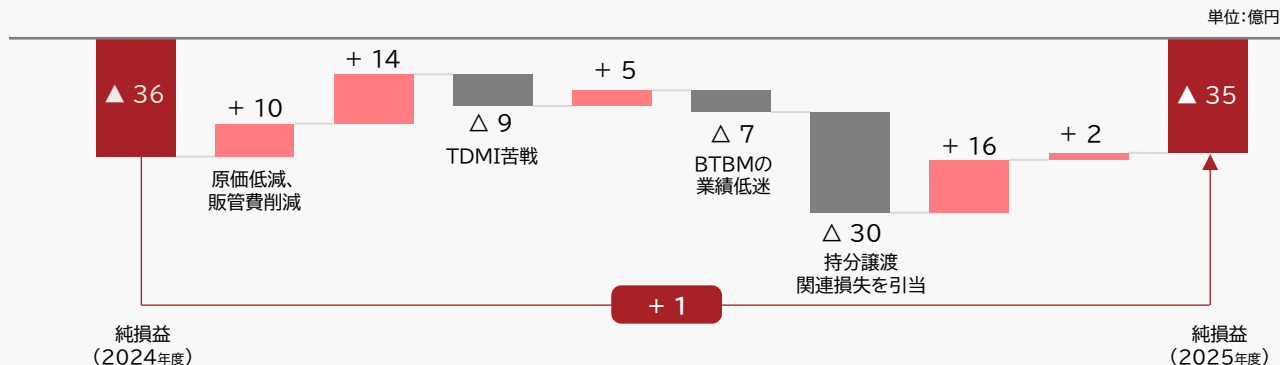 単位：億円
▲ 36
+ 10
原価低減、
販管費削減
+ 14
△ 9
TDMI苦戦
+ 5
△ 7
BTBMの
業績低迷
△ 30
持分譲渡
関連損失を引当
+ 16
+ 2
▲ 35
+ 1
純損益
（2024年度）
純損益
（2025年度）